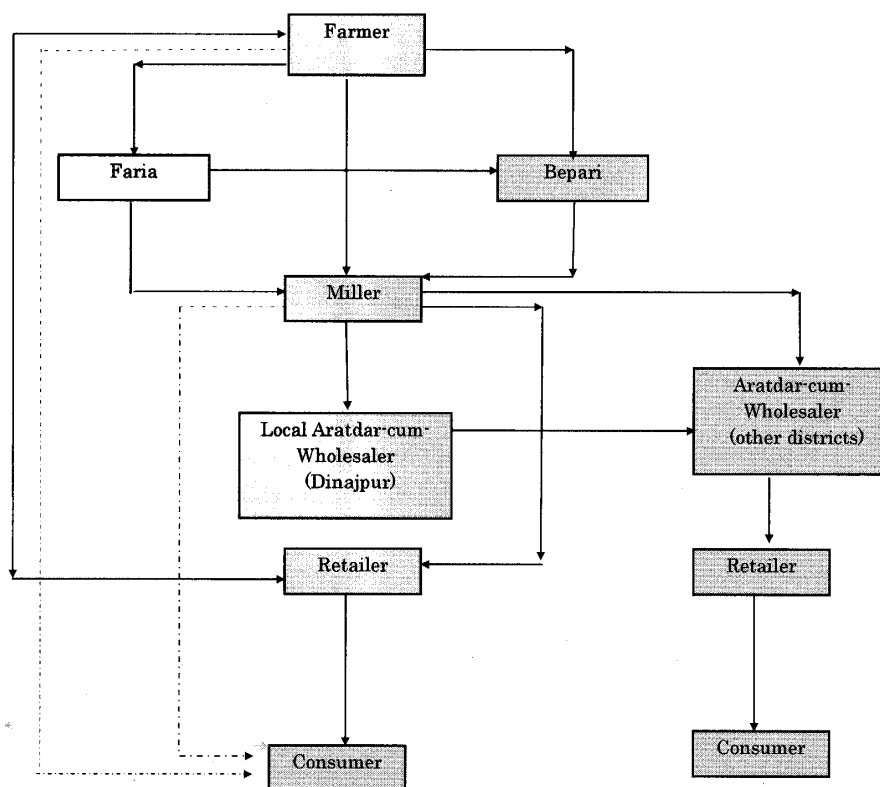 Farmer
Faria
Bepari
Miller
Aratdar-cum-
Wholesaler
(other districts)
Local Aratdar-cum-
Wholesaler
(Dinajpur)
Retailer
Retailer
Consumer
Consumer